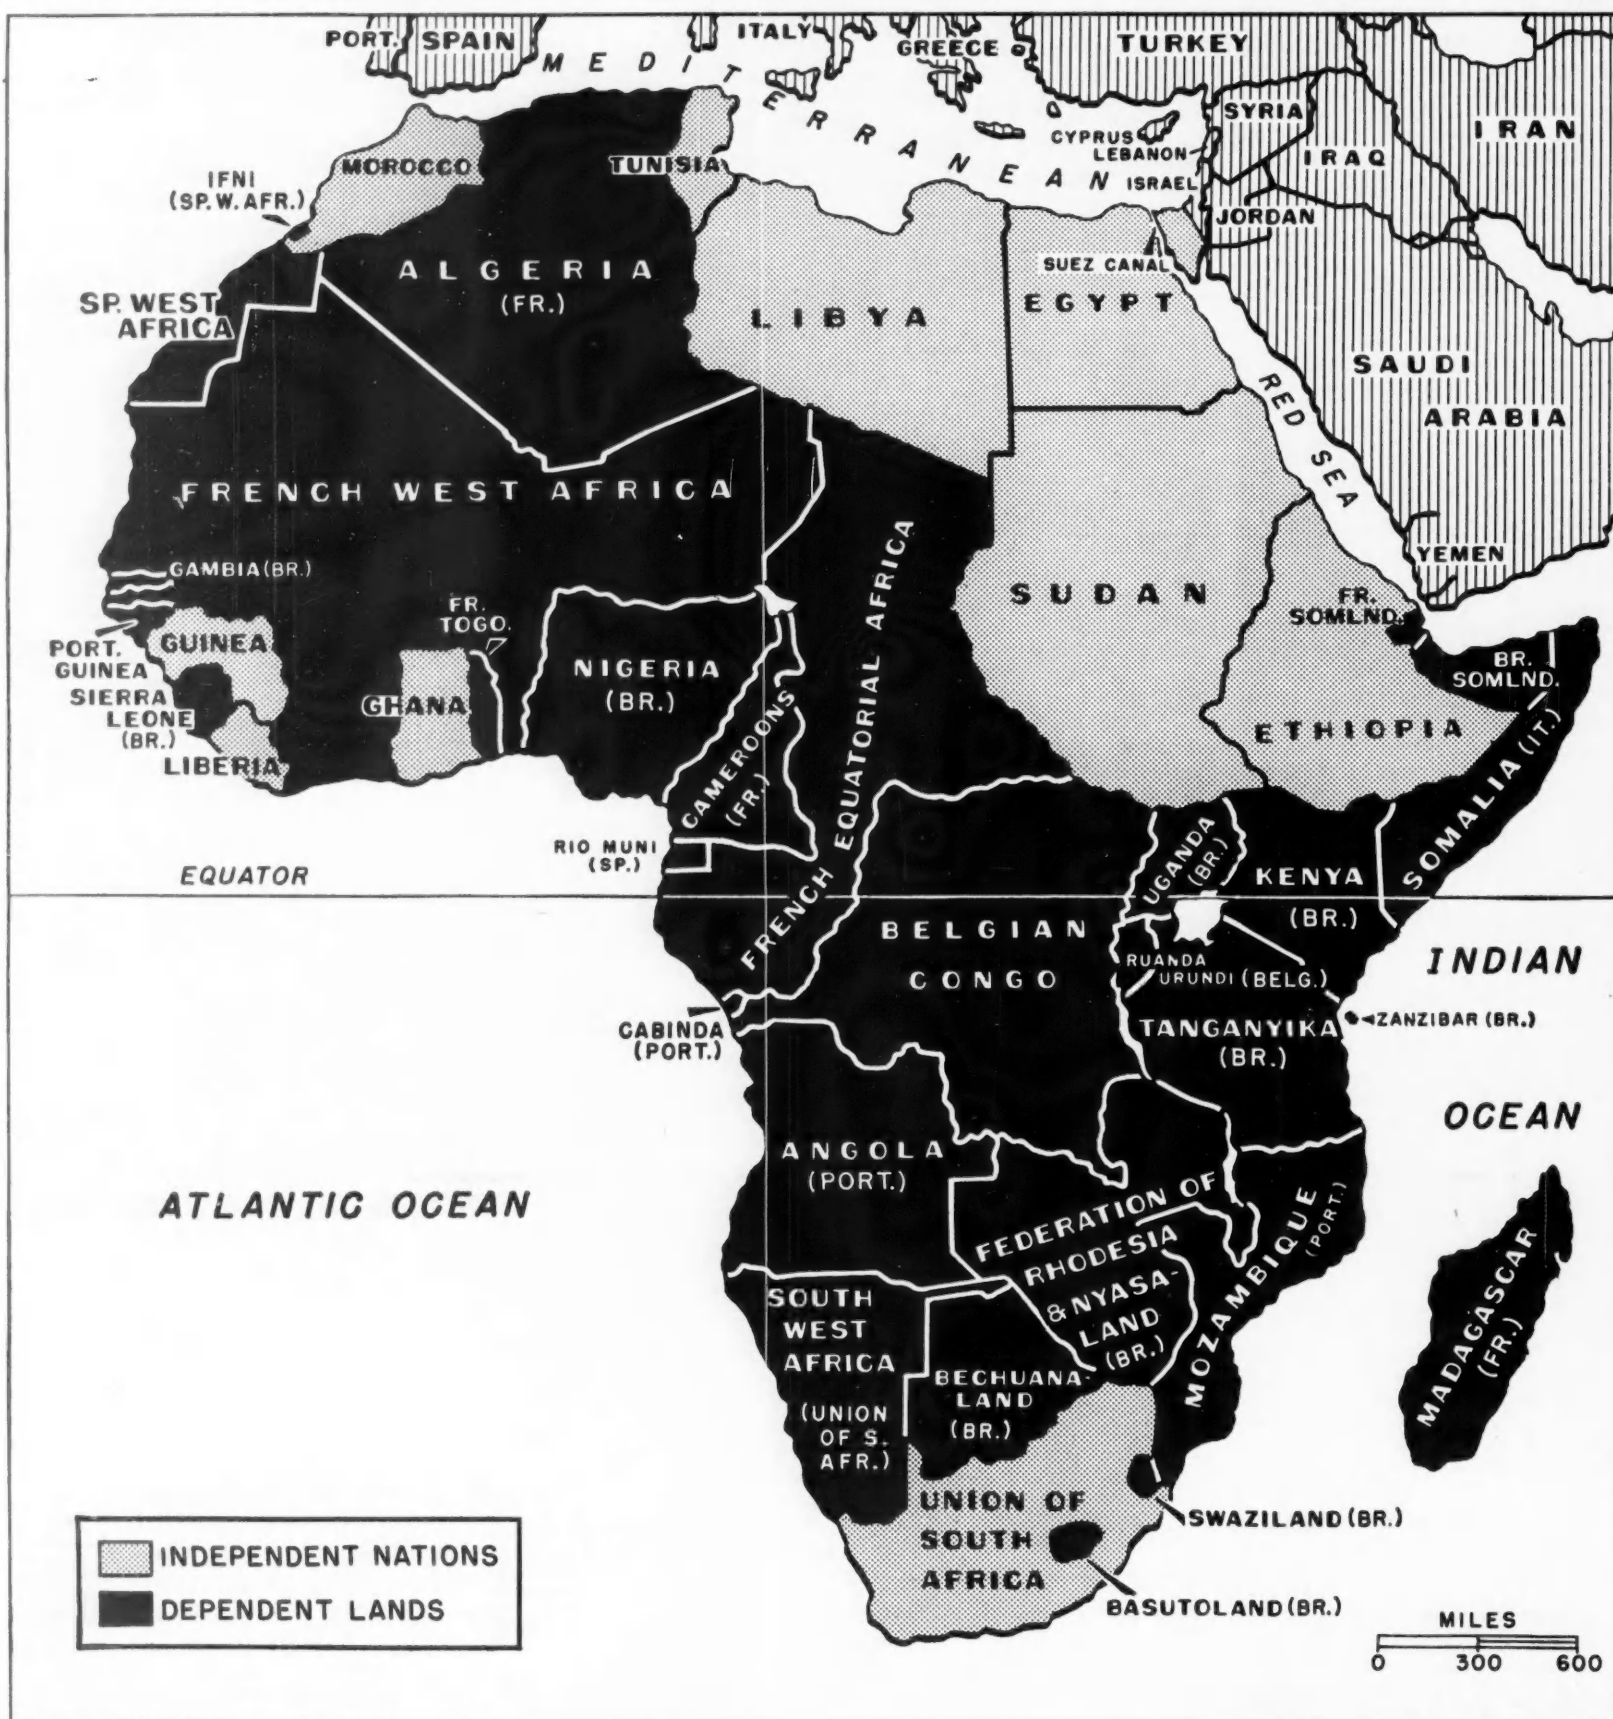 PORT.
SPAIN
ITALY
GREECE
TURKEY
MEDITERRANEAN
SYRIA
CYPRUS
LEBANON
IRAQ
IRAN
ISRAEL
JORDAN
MOROCCO
TUNISIA
IFNI
(SP. W. AFR.)
ALGERIA
(FR.)
SUEZ CANAL
SP. WEST
AFRICA
LIBYA
EGYPT
SAUDI
ARABIA
RED SEA
FRENCH WEST AFRICA
YEMEN
GAMBIA (BR.)
SUDAN
FR.
SOMLND.
FR.
TOGO.
PORT.
GUINEA
GUINEA
SIERRA
LEONE
(BR.)
LIBERIA
GHANA
NIGERIA
(BR.)
CAMEROONS
(FR.)
FRENCH EQUATORIAL AFRICA
BR.
SOMLND.
ETHIOPIA
SOMALIA (IT.)
RIO MUNI
(SP.)
EQUATOR
UGANDA
(BR.)
KENYA
(BR.)
BELGIAN
CONGO
RUANDA
URUNDI (BELG.)
INDIAN
OCEAN
CABINDA
(PORT.)
TANGANYIKA
(BR.)
ZANZIBAR (BR.)
ANGOLA
(PORT.)
ATLANTIC OCEAN
FEDERATION OF
RHODESIA
& NYASA-
LAND
(BR.)
MOZAMBIQUE
(PORT.)
MADAGASCAR
(FR.)
SOUTH
WEST
AFRICA
(UNION
OF S.
AFR.)
BECHUANA-
LAND
(BR.)
UNION OF
SOUTH
AFRICA
SWAZILAND (BR.)
BASUTOLAND (BR.)
INDEPENDENT NATIONS
DEPENDENT LANDS
MILES
0 300 600